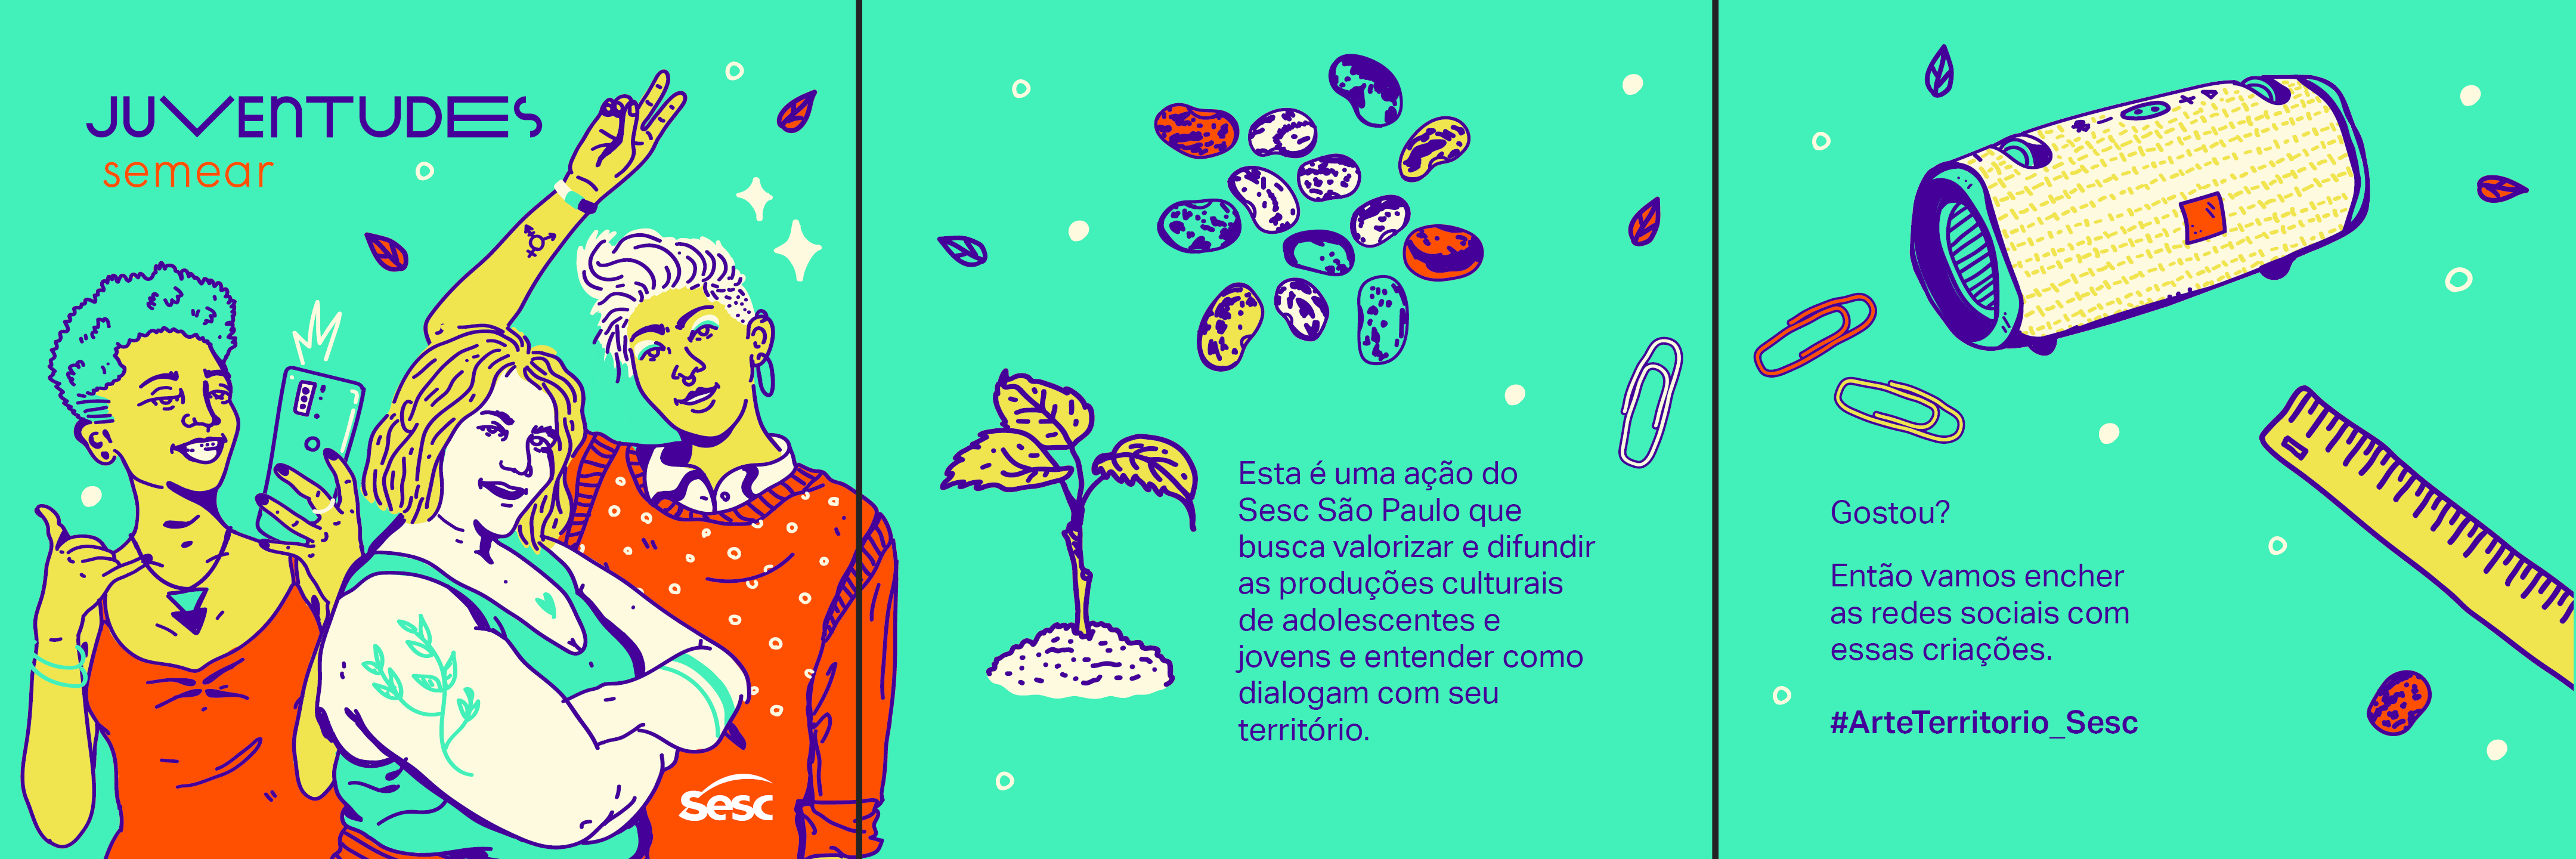 JUVENTUDES
semear
sesc
Esta é uma ação do
Sesc São Paulo que
busca valorizar e difundir
as produções culturais
de adolescentes e
jovens e entender como
dialogam com seu
território.
Gostou?
Então vamos encher
as redes sociais com
essas criações.
#ArteTerritorio_Sesc